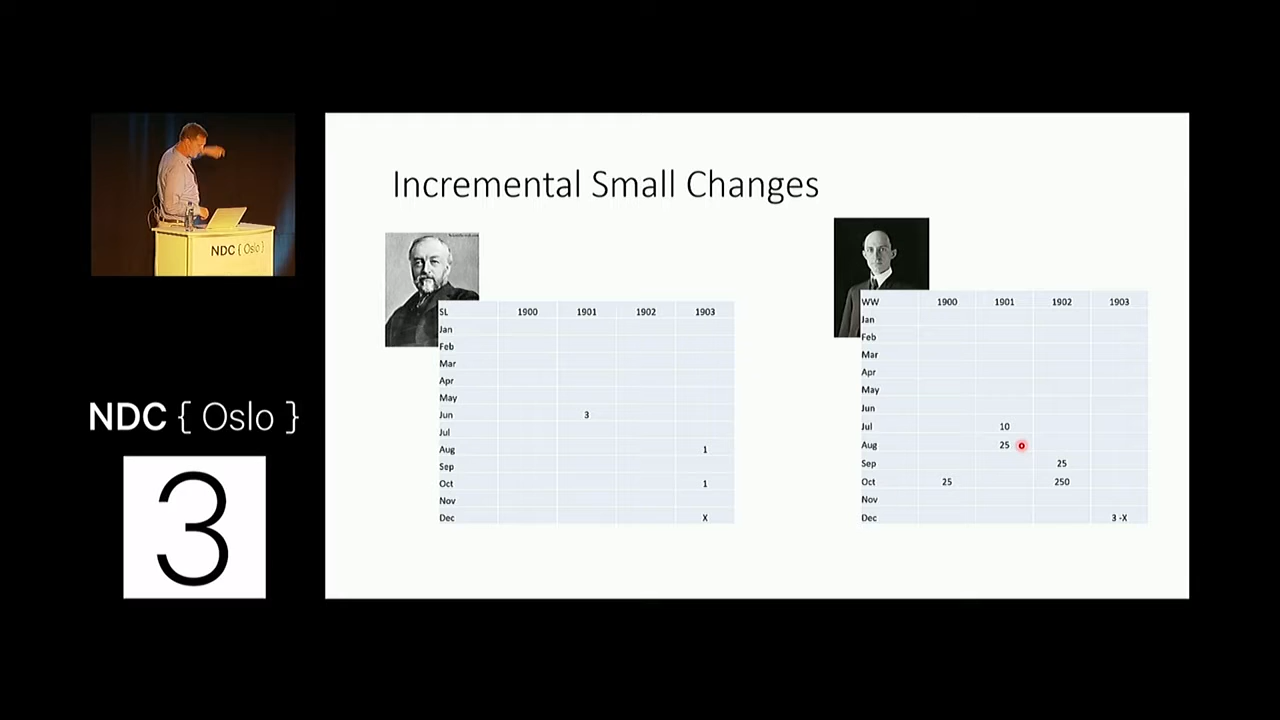 NDC { Oslo }
NDC { Oslo }
3
Incremental Small Changes
SL 1900 1901 1902 1903
Jan
Feb
Mar
Apr
May
Jun 3
Jul
Aug 1
Sep
Oct 1
Nov
Dec X
WW 1900 1901 1902 1903
Jan
Feb
Mar
Apr
May
Jun
Jul 10
Aug 25
Sep 25
Oct 25 250
Nov
Dec 3 -X